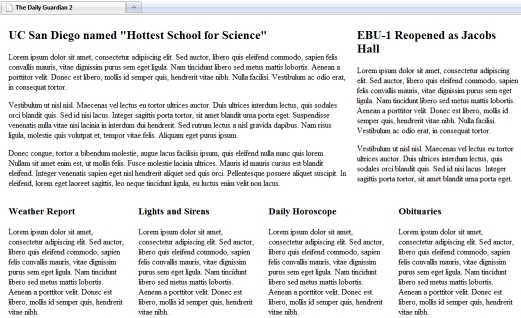 The Daily Guardian 2
UC San Diego named "Hottest School for Science"
Lorem ipsum dolor sit amet, consectetur adipiscing elit. Sed auctor, libero quis eleifend commodo, sapien felis
convallis mauris, vitae dignissim purus sem eget ligula. Nam tincidunt libero sed metus mattis lobortis. Aenean a
porttitor velit. Donec est libero, mollis id semper quis, hendrerit vitae nibh. Nulla facilisi. Vestibulum ac odio erat,
in consequat tortor.
Vestibulum ut nisl nisl. Maecenas vel lectus eu tortor ultrices auctor. Duis ultrices interdum lectus, quis sodales
orci blandit quis. Sed id nisi lacus. Integer sagittis porta tortor, sit amet blandit urna porta eget. Suspendisse
venenatis nulla vitae nisi lacinia in interdum dui hendrerit. Sed rutrum lectus a nisl gravida dapibus. Nam risus
ligula, molestie quis volutpat et, tempor vitae felis. Aliquam eget purus ipsum.
Donec congue, tortor a bibendum molestie, augue lacus facilisis ipsum, quis eleifend nulla nunc quis lorem.
Nullam sit amet enim est, ut mollis felis. Fusce molestie lacinia ultrices. Mauris id mauris cursus est blandit
eleifend. Integer venenatis sapien eget nisl hendrerit aliquet sed quis orci. Pellentesque posuere aliquet suscipit. In
eleifend, lorem eget laoreet sagittis, leo neque tincidunt ligula, eu luctus enim velit non lacus.
EBU-1 Reopened as Jacobs
Hall
Lorem ipsum dolor sit amet, consectetur adipiscing
elit. Sed auctor, libero quis eleifend commodo, sapien
felis convallis mauris, vitae dignissim purus sem eget
ligula. Nam tincidunt libero sed metus mattis lobortis.
Aenean a porttitor velit. Donec est libero, mollis id
semper quis, hendrerit vitae nibh. Nulla facilisi.
Vestibulum ac odio erat, in consequat tortor.
Vestibulum ut nisl nisl. Maecenas vel lectus eu tortor
ultrices auctor. Duis ultrices interdum lectus, quis
sodales orci blandit quis. Sed id nisi lacus. Integer
sagittis porta tortor, sit amet blandit urna porta eget.
Weather Report
Lorem ipsum dolor sit amet,
consectetur adipiscing elit. Sed auctor,
libero quis eleifend commodo, sapien
felis convallis mauris, vitae dignissim
purus sem eget ligula. Nam tincidunt
libero sed metus mattis lobortis.
Aenean a porttitor velit. Donec est
libero, mollis id semper quis, hendrerit
vitae nibh.
Lights and Sirens
Lorem ipsum dolor sit amet,
consectetur adipiscing elit. Sed auctor,
libero quis eleifend commodo, sapien
felis convallis mauris, vitae dignissim
purus sem eget ligula. Nam tincidunt
libero sed metus mattis lobortis.
Aenean a porttitor velit. Donec est
libero, mollis id semper quis, hendrerit
vitae nibh.
Daily Horoscope
Lorem ipsum dolor sit amet,
consectetur adipiscing elit. Sed auctor,
libero quis eleifend commodo, sapien
felis convallis mauris, vitae dignissim
purus sem eget ligula. Nam tincidunt
libero sed metus mattis lobortis.
Aenean a porttitor velit. Donec est
libero, mollis id semper quis, hendrerit
vitae nibh.
Obituaries
Lorem ipsum dolor sit amet,
consectetur adipiscing elit. Sed auctor,
libero quis eleifend commodo, sapien
felis convallis mauris, vitae dignissim
purus sem eget ligula. Nam tincidunt
libero sed metus mattis lobortis.
Aenean a porttitor velit. Donec est
libero, mollis id semper quis, hendrerit
vitae nibh.